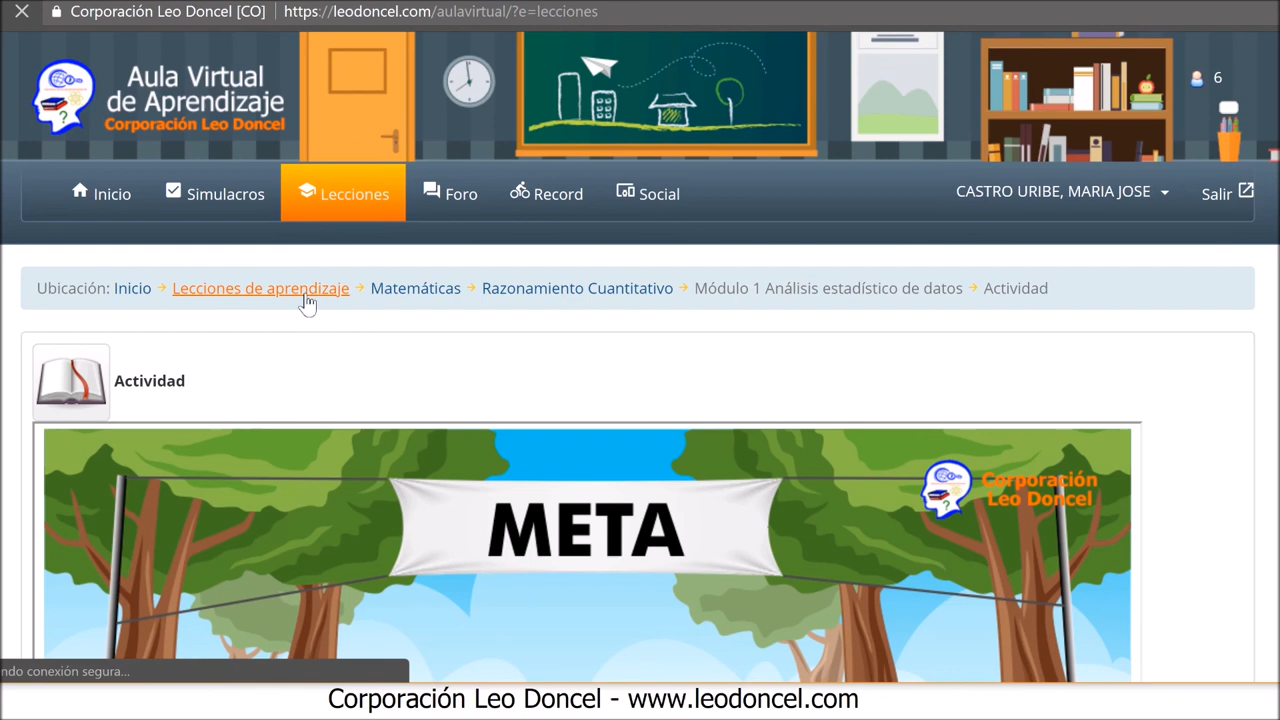 Corporación Leo Doncel [CO] https://leodoncel.com/aulavirtual/?e=lecciones
Aula Virtual
de Aprendizaje
Corporación Leo Doncel
6
Inicio Simulacros Lecciones Foro Record Social CASTRO URIBE, MARIA JOSE Salir
Ubicación: Inicio Lecciones de aprendizaje Matemáticas Razonamiento Cuantitativo Módulo 1 Análisis estadístico de datos Actividad
Actividad
Corporación
Leo Doncel
META
ndo conexión segura...
Corporación Leo Doncel - www.leodoncel.com